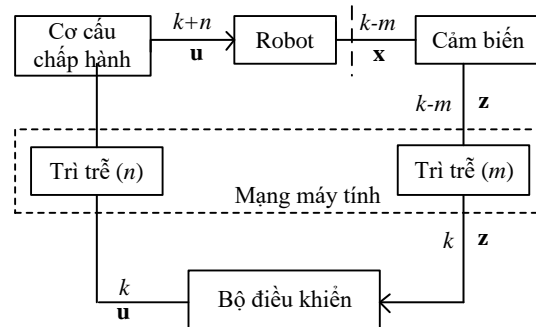 Cơ cấu
chấp hành
k+n
u
Robot
k-m
x
Cảm biến
k-m
z
Trì trễ (n)
Trì trễ (m)
Mạng máy tính
k
z
k
u
Bộ điều khiển